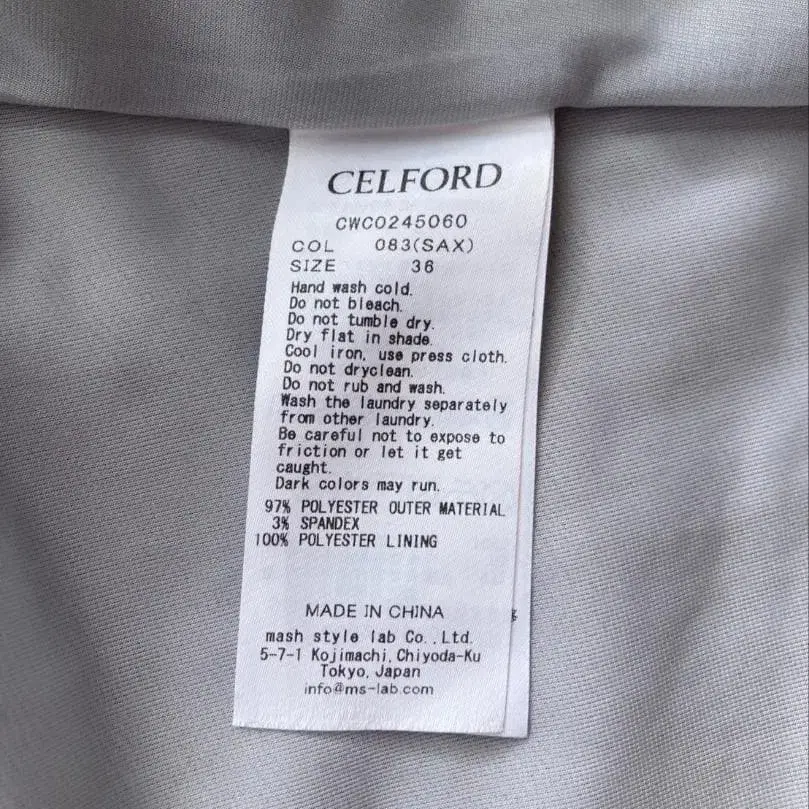 CELFORD
CWC0245060
COL 083(SAX)
SIZE 36
Hand wash cold.
Do not bleach.
Do not tumble dry.
Dry flat in shade.
Cool iron, use press cloth.
Do not dryclean.
Do not rub and wash.
Wash the laundry separately
from other laundry.
Be careful not to expose to
friction or let it get
caught.
Dark colors may run.
97% POLYESTER OUTER MATERIAL
3% SPANDEX
100% POLYESTER LINING
MADE IN CHINA
mash style lab Co.,Ltd.
5-7-1 Kojimachi,Chiyoda-Ku
Tokyo,Japan
info@ms-lab.com